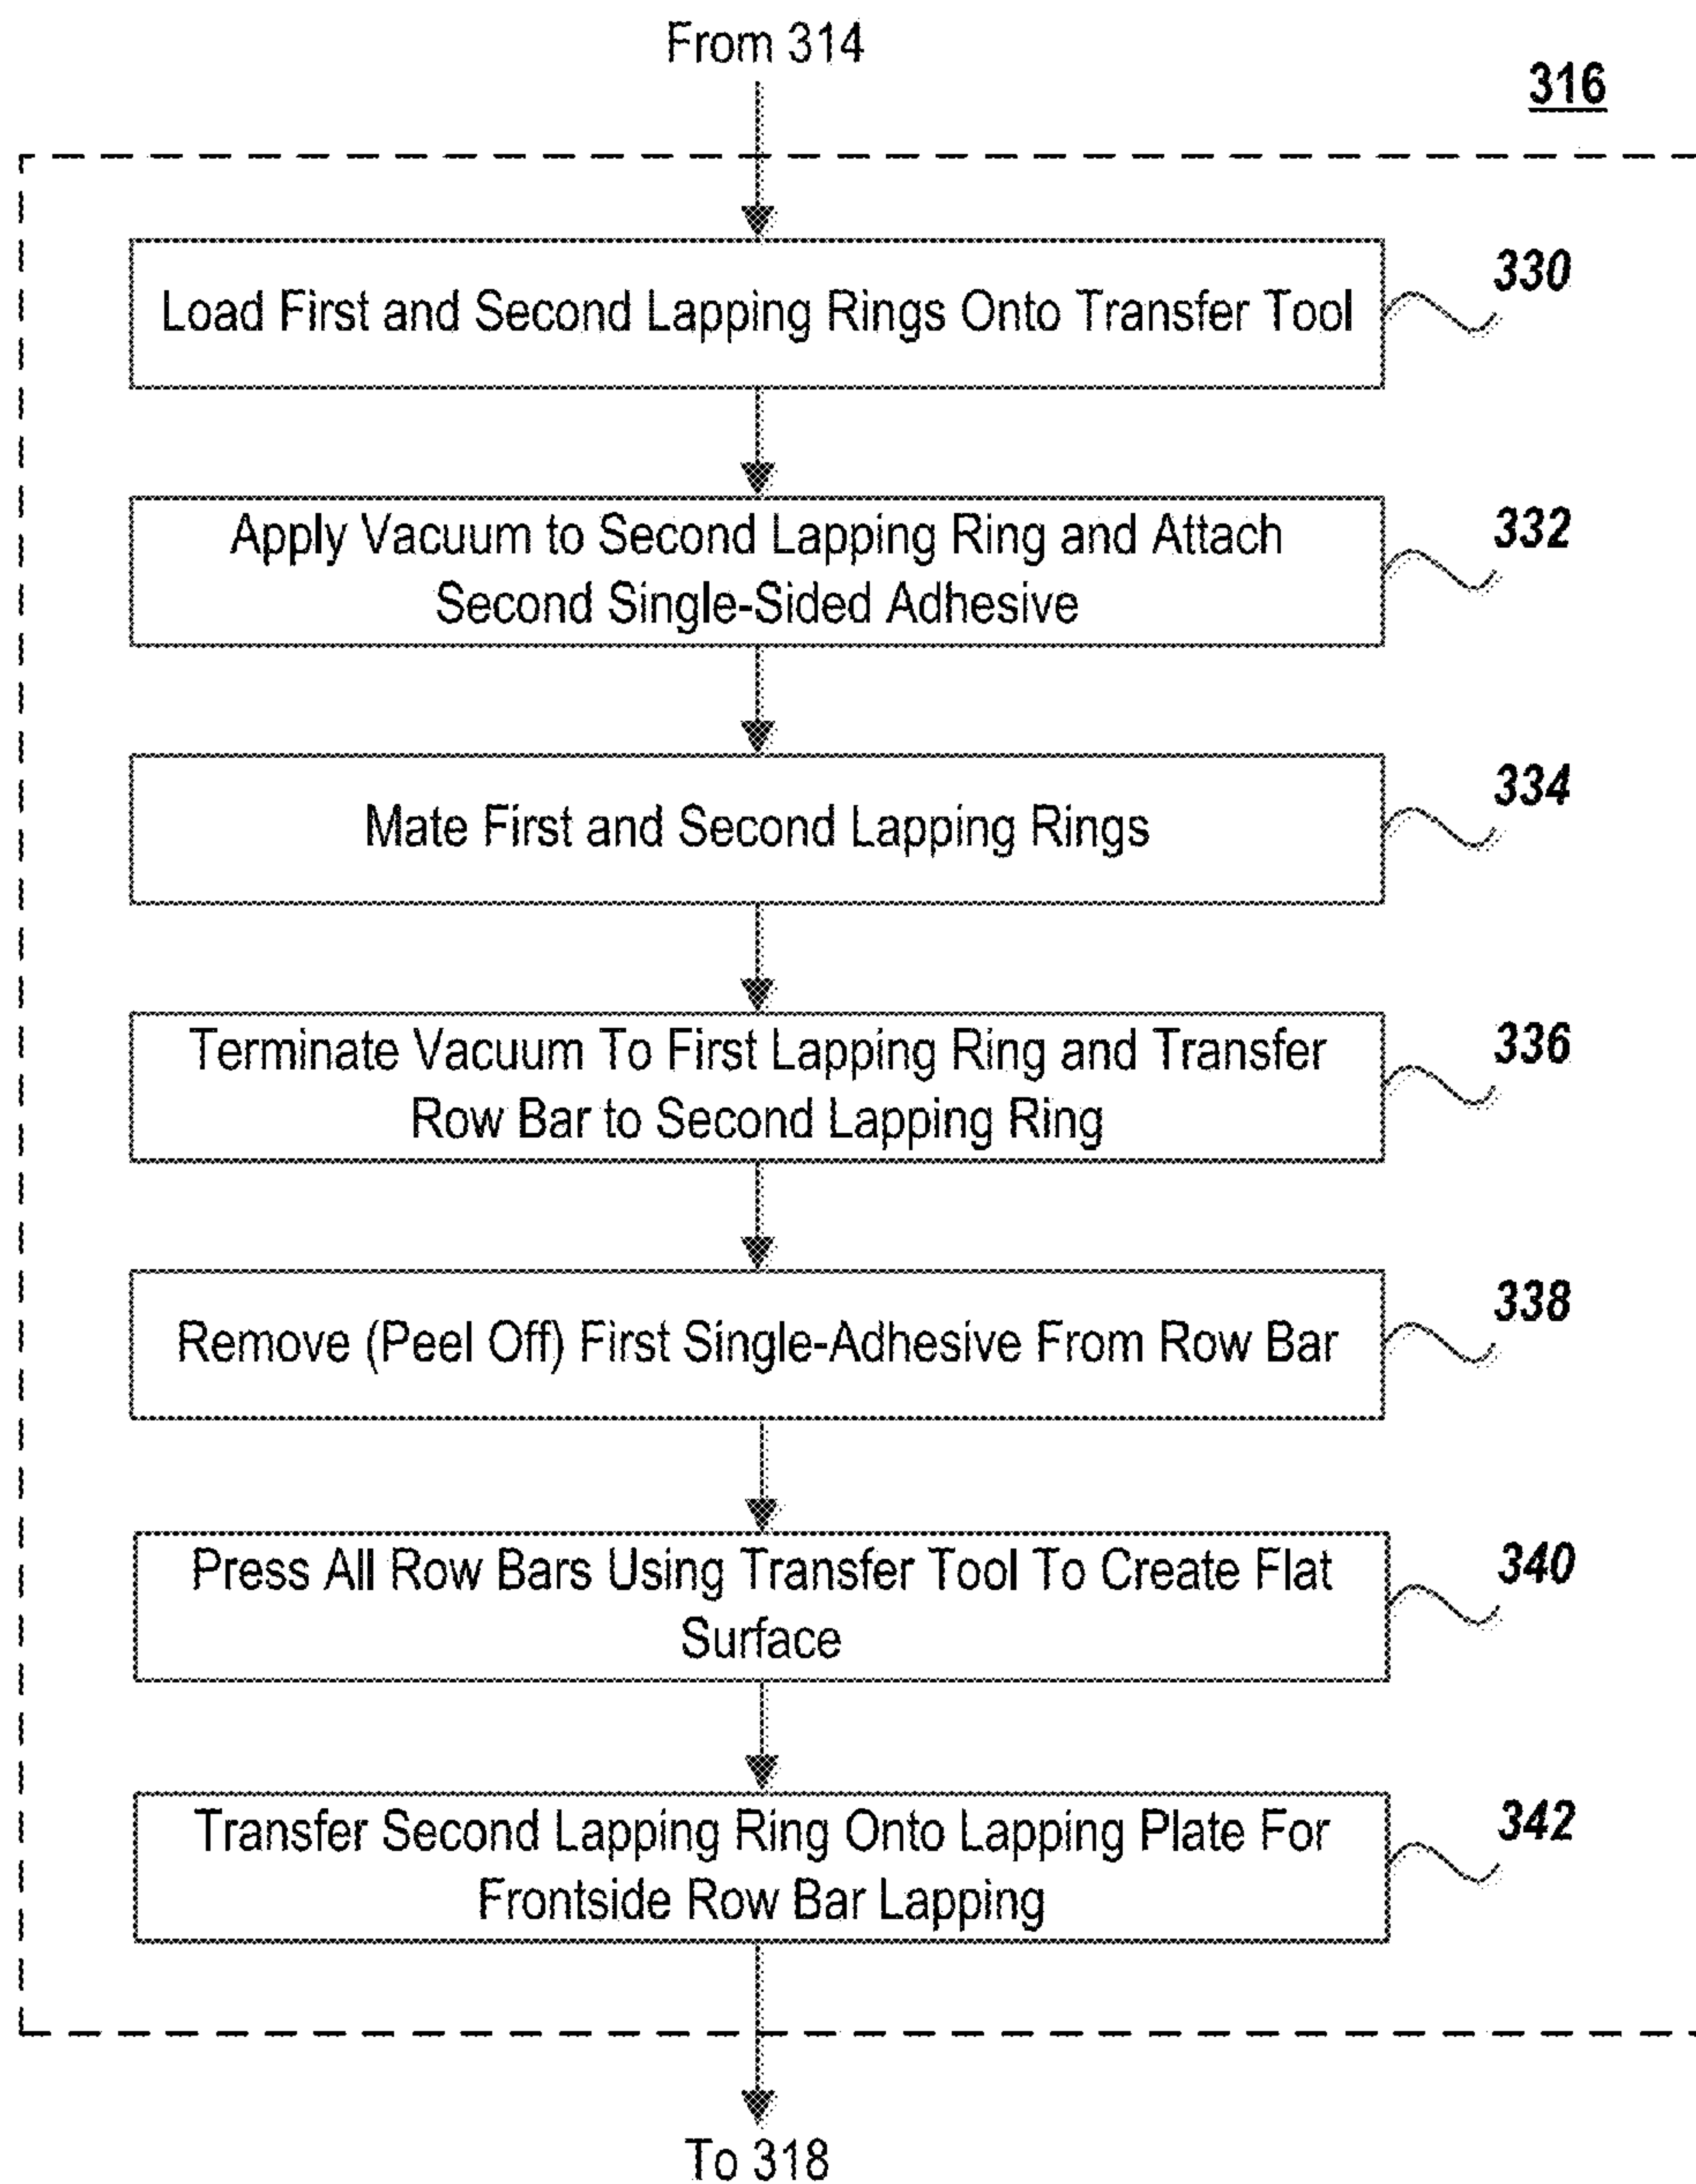 From 314
316
Load First and Second Lapping Rings Onto Transfer Tool
330
Apply Vacuum to Second Lapping Ring and Attach
Second Single-Sided Adhesive
332
Mate First and Second Lapping Rings
334
Terminate Vacuum To First Lapping Ring and Transfer
Row Bar to Second Lapping Ring
336
Remove (Peel Off) First Single-Adhesive From Row Bar
338
Press All Row Bars Using Transfer Tool To Create Flat
Surface
340
Transfer Second Lapping Ring Onto Lapping Plate For
Frontside Row Bar Lapping
342
To 318